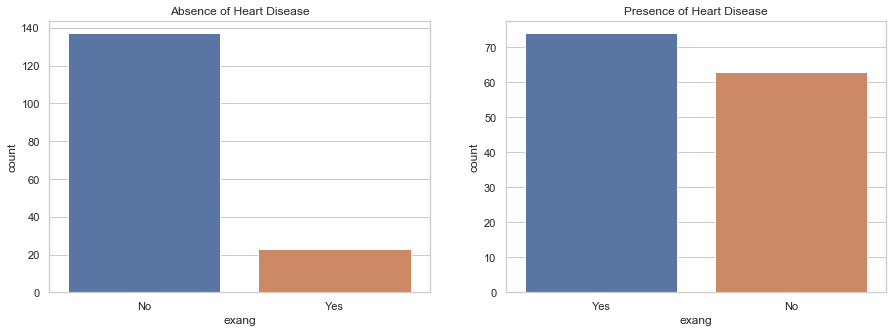 Absence of Heart Disease
140
120
100
80
60
40
20
0
count
No Yes
exang
Presence of Heart Disease
70
60
50
40
30
20
10
0
count
Yes No
exang